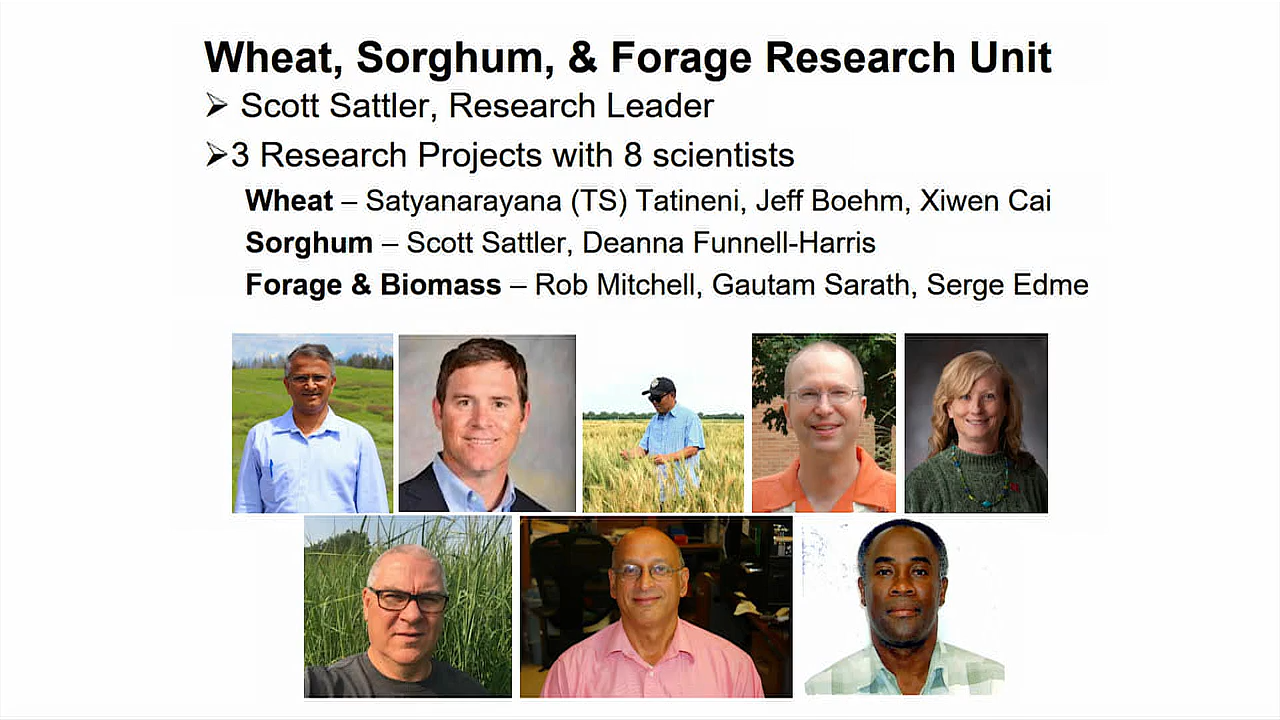 Wheat, Sorghum, & Forage Research Unit
➢ Scott Sattler, Research Leader
➢3 Research Projects with 8 scientists
Wheat – Satyanarayana (TS) Tatineni, Jeff Boehm, Xiwen Cai
Sorghum – Scott Sattler, Deanna Funnell-Harris
Forage & Biomass – Rob Mitchell, Gautam Sarath, Serge Edme